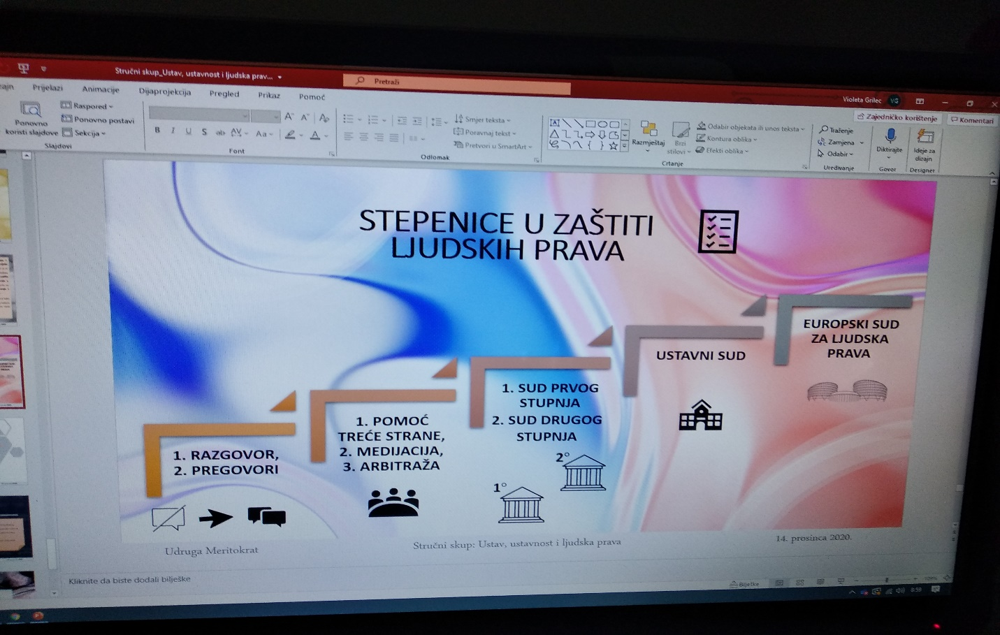 Stručni skup_Ustav, ustavnost i ljudska prav...
Pretraži
Violeta Grilec
VG
Prijelazi
Animacije
Dijaprojekcija
Pregled
Prikaz
Pomoć
Zajedničko korištenje
Komentari
Ponovno
koristi slajdove
Raspored
Ponovno postavi
Sekcija
Slajdovi
B I U S ab AV Aa A
Font
Smjer teksta
Poravnaj tekst
Pretvori u SmartArt
Odlomak
Razmještaj
Brzi
stilovi
Odabir objekata ili unos teksta
Kontura oblika
Efekti oblika
Crtanje
Traženje
Zamjena
Odabir
Uređivanje
Diktirajte
Govor
Ideje za
dizajn
Designer
STEPENICE U ZAŠTITI
LJUDSKIH PRAVA
1. RAZGOVOR,
2. PREGOVORI
1. POMOĆ
TREĆE STRANE,
2. MEDIJACIJA,
3. ARBITRAŽA
1. SUD PRVOG
STUPNJA
2. SUD DRUGOG
STUPNJA
1°
2°
USTAVNI SUD
EUROPSKI SUD
ZA LJUDSKA
PRAVA
Udruga Meritokrat
Stručni skup: Ustav, ustavnost i ljudska prava
14. prosinca 2020.
Kliknite da biste dodali bilješke
Bilješke
8:59